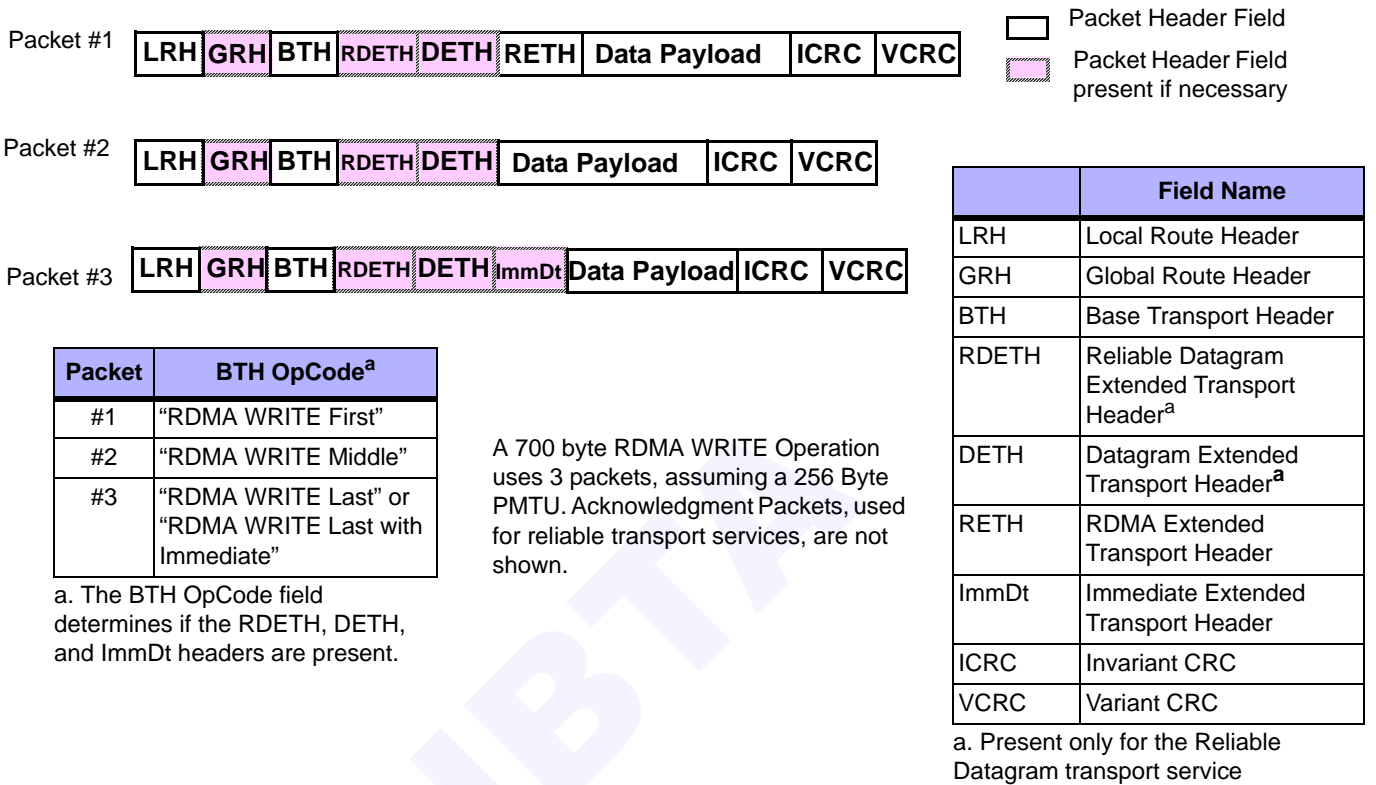 Packet #1
LRH GRH BTH RDETH DETH RETH Data Payload ICRC VCRC
Packet Header Field
Packet Header Field
present if necessary
Packet #2
LRH GRH BTH RDETH DETH Data Payload ICRC VCRC
Packet #3
LRH GRH BTH RDETH DETH ImmDt Data Payload ICRC VCRC
Packet BTH OpCodeᵃ
#1 “RDMA WRITE First”
#2 “RDMA WRITE Middle”
#3 “RDMA WRITE Last” or
“RDMA WRITE Last with
Immediate”
a. The BTH OpCode field
determines if the RDETH, DETH,
and ImmDt headers are present.
A 700 byte RDMA WRITE Operation
uses 3 packets, assuming a 256 Byte
PMTU. Acknowledgment Packets, used
for reliable transport services, are not
shown.
Field Name
LRH Local Route Header
GRH Global Route Header
BTH Base Transport Header
RDETH Reliable Datagram
Extended Transport
Headerᵃ
DETH Datagram Extended
Transport Headerᵃ
RETH RDMA Extended
Transport Header
ImmDt Immediate Extended
Transport Header
ICRC Invariant CRC
VCRC Variant CRC
a. Present only for the Reliable
Datagram transport service
IBTA